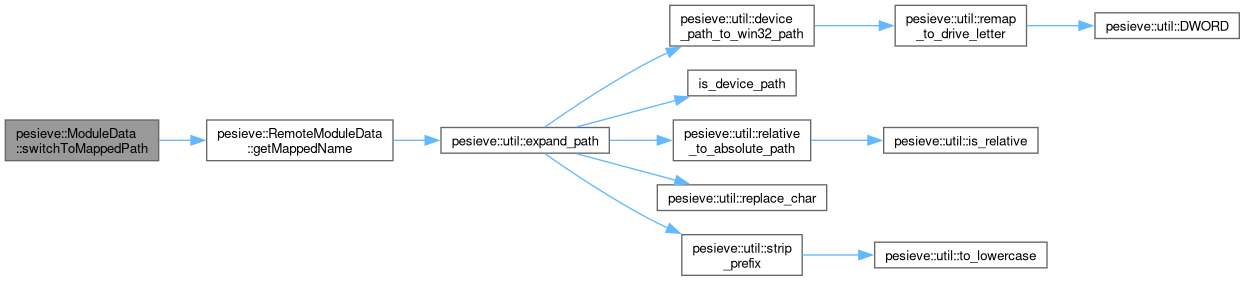 pesieve::ModuleData
::switchToMappedPath
pesieve::RemoteModuleData
::getMappedName
pesieve::util::expand_path
pesieve::util::device
_path_to_win32_path
pesieve::util::remap
_to_drive_letter
pesieve::util::DWORD
is_device_path
pesieve::util::relative
_to_absolute_path
pesieve::util::is_relative
pesieve::util::replace_char
pesieve::util::strip
_prefix
pesieve::util::to_lowercase